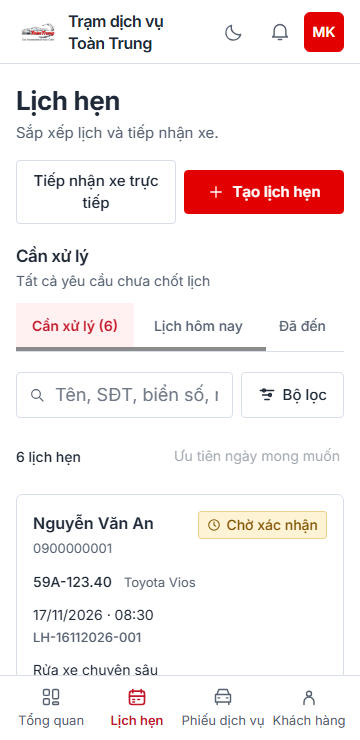 Toàn Trung
Trạm dịch vụ
Toàn Trung
MK
Lịch hẹn
Sắp xếp lịch và tiếp nhận xe.
Tiếp nhận xe trực
tiếp
Tạo lịch hẹn
Cần xử lý
Tất cả yêu cầu chưa chốt lịch
Cần xử lý (6)
Lịch hôm nay
Đã đến
Tên, SĐT, biển số, r
Bộ lọc
6 lịch hẹn
Ưu tiên ngày mong muốn
Nguyễn Văn An
Chờ xác nhận
0900000001
59A-123.40 Toyota Vios
17/11/2026 · 08:30
LH-16112026-001
Rửa xe chuyên sâu
Tổng quan
Lịch hẹn
Phiếu dịch vụ
Khách hàng